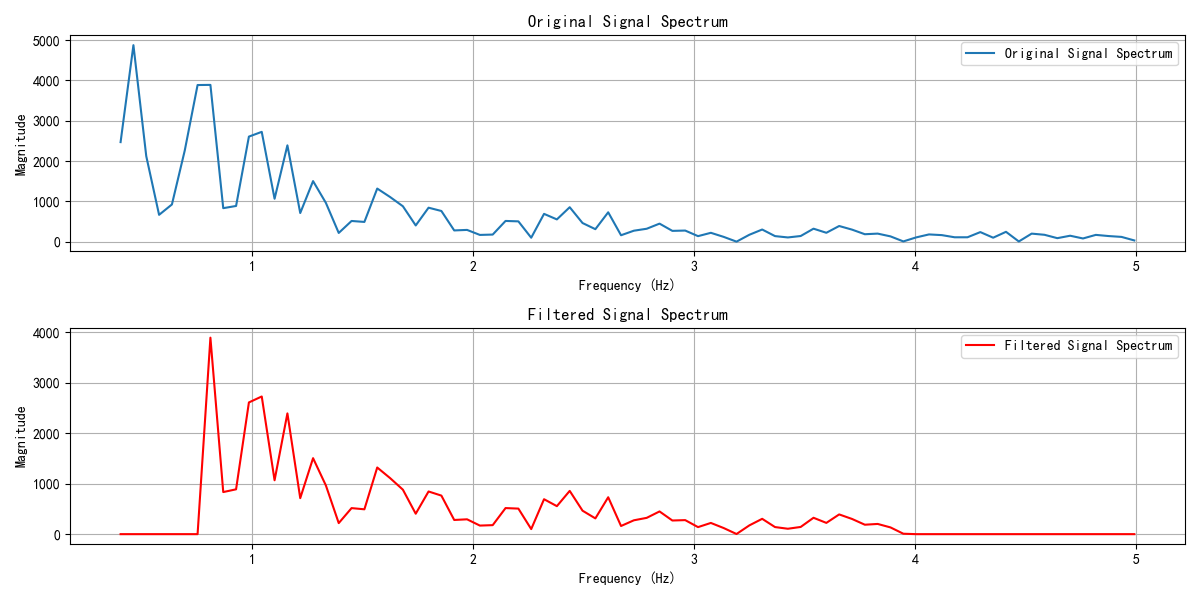 Original Signal Spectrum
5000
4000
3000
2000
1000
0
Magnitude
Original Signal Spectrum
1 2 3 4 5
Frequency (Hz)
Filtered Signal Spectrum
4000
3000
2000
1000
0
Magnitude
Filtered Signal Spectrum
1 2 3 4 5
Frequency (Hz)